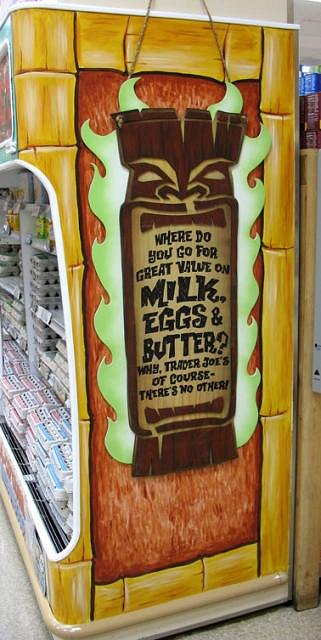 WHERE DO
YOU GO FOR
GREAT VALUE ON
MILK,
EGGS &
BUTTER?
WHY, TRADER JOE'S
OF COURSE-
THERE'S NO OTHER!